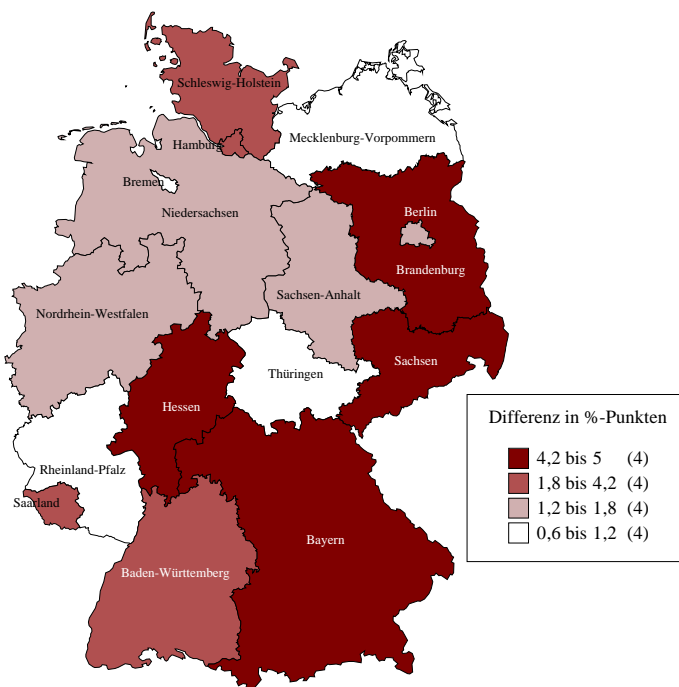 Schleswig-Holstein
Mecklenburg-Vorpommern
Hamburg
Bremen
Niedersachsen
Berlin
Brandenburg
Sachsen-Anhalt
Nordrhein-Westfalen
Sachsen
Thüringen
Hessen
Rheinland-Pfalz
Saarland
Bayern
Baden-Württemberg
Differenz in %-Punkten
4,2 bis 5 (4)
1,8 bis 4,2 (4)
1,2 bis 1,8 (4)
0,6 bis 1,2 (4)